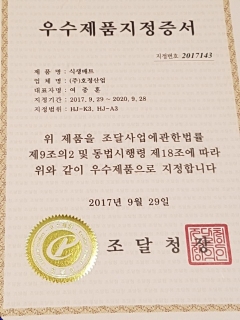 우수제품지정증서
지정번호 2017143
제 품 명 : 식생매트
업 체 명 : (주)호정산업
대표자명 : 여 중 훈
지정기간 : 2017. 9. 29 ~ 2020. 9. 28
지정범위 : HJ-K3, HJ-A3
위 제품을 조달사업에관한법률
제9조의2 및 동법시행령 제18조에 따라
위와 같이 우수제품으로 지정합니다
2017년 9월 29일
조 달 청 장